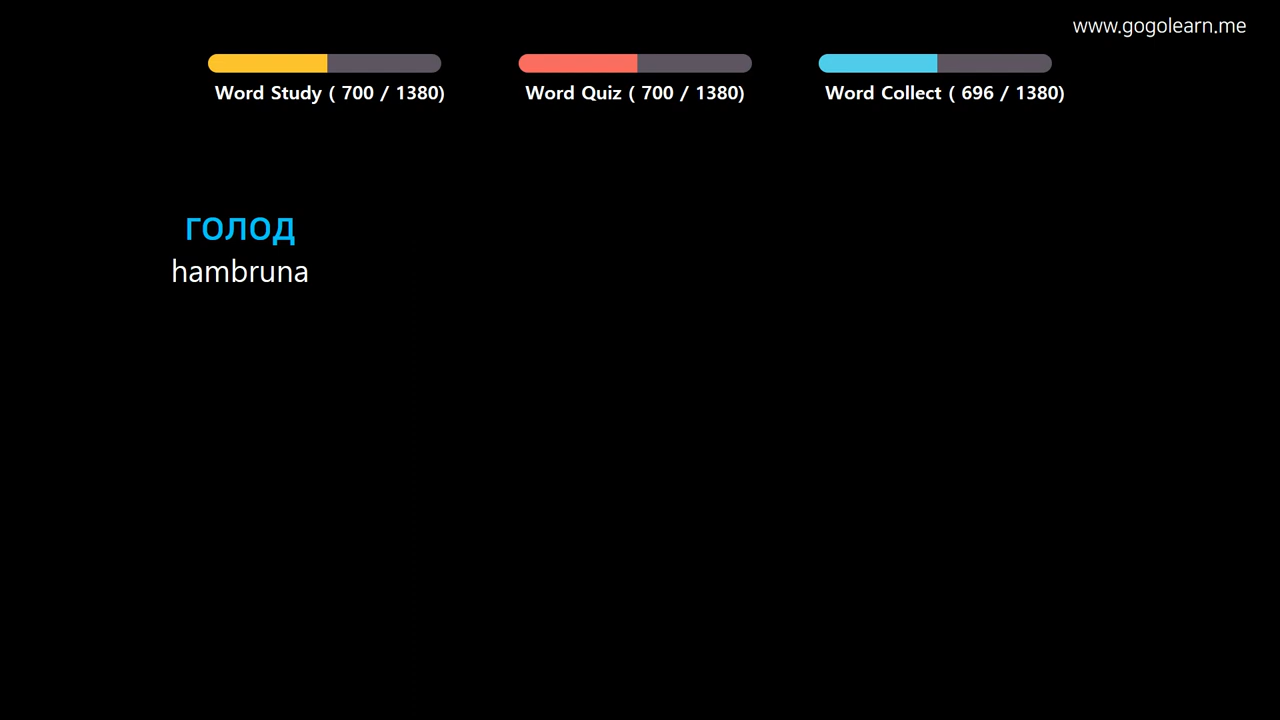 www.gogolearn.me
Word Study ( 700 / 1380)
Word Quiz ( 700 / 1380)
Word Collect ( 696 / 1380)
голод
hambruna